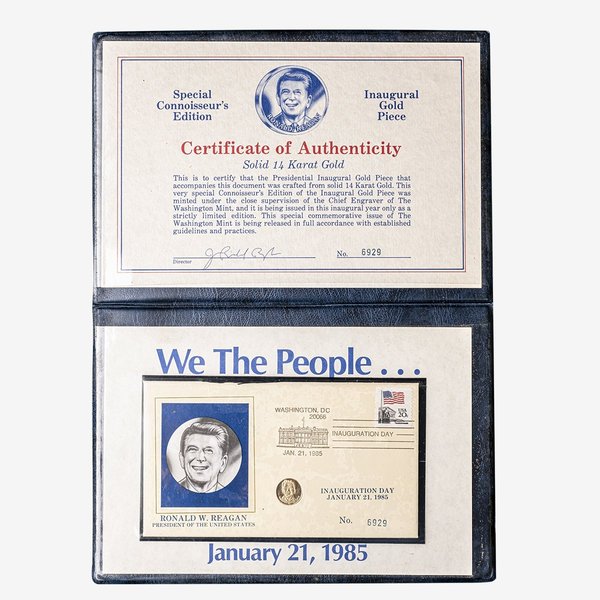 Special
Connoisseur's
Edition
RONALD REAGAN
Inaugural
Gold
Piece
Certificate of Authenticity
Solid 14 Karat Gold
This is to certify that the Presidential Inaugural Gold Piece that
accompanies this document was crafted from solid 14 Karat Gold. This
very special Connoisseur's Edition of the Inaugural Gold Piece was
minted under the close supervision of the Chief Engraver of The
Washington Mint, and it is being issued in this inaugural year only as a
strictly limited edition. This special commemorative issue of The
Washington Mint is being released in full accordance with established
guidelines and practices.
Director
No. 6929
We The People...
WASHINGTON, DC
20066
INAUGURATION DAY
JAN. 21, 1985
USA
20c
INAUGURATION DAY
JANUARY 21, 1985
No. 6929
RONALD W. REAGAN
PRESIDENT OF THE UNITED STATES
January 21, 1985